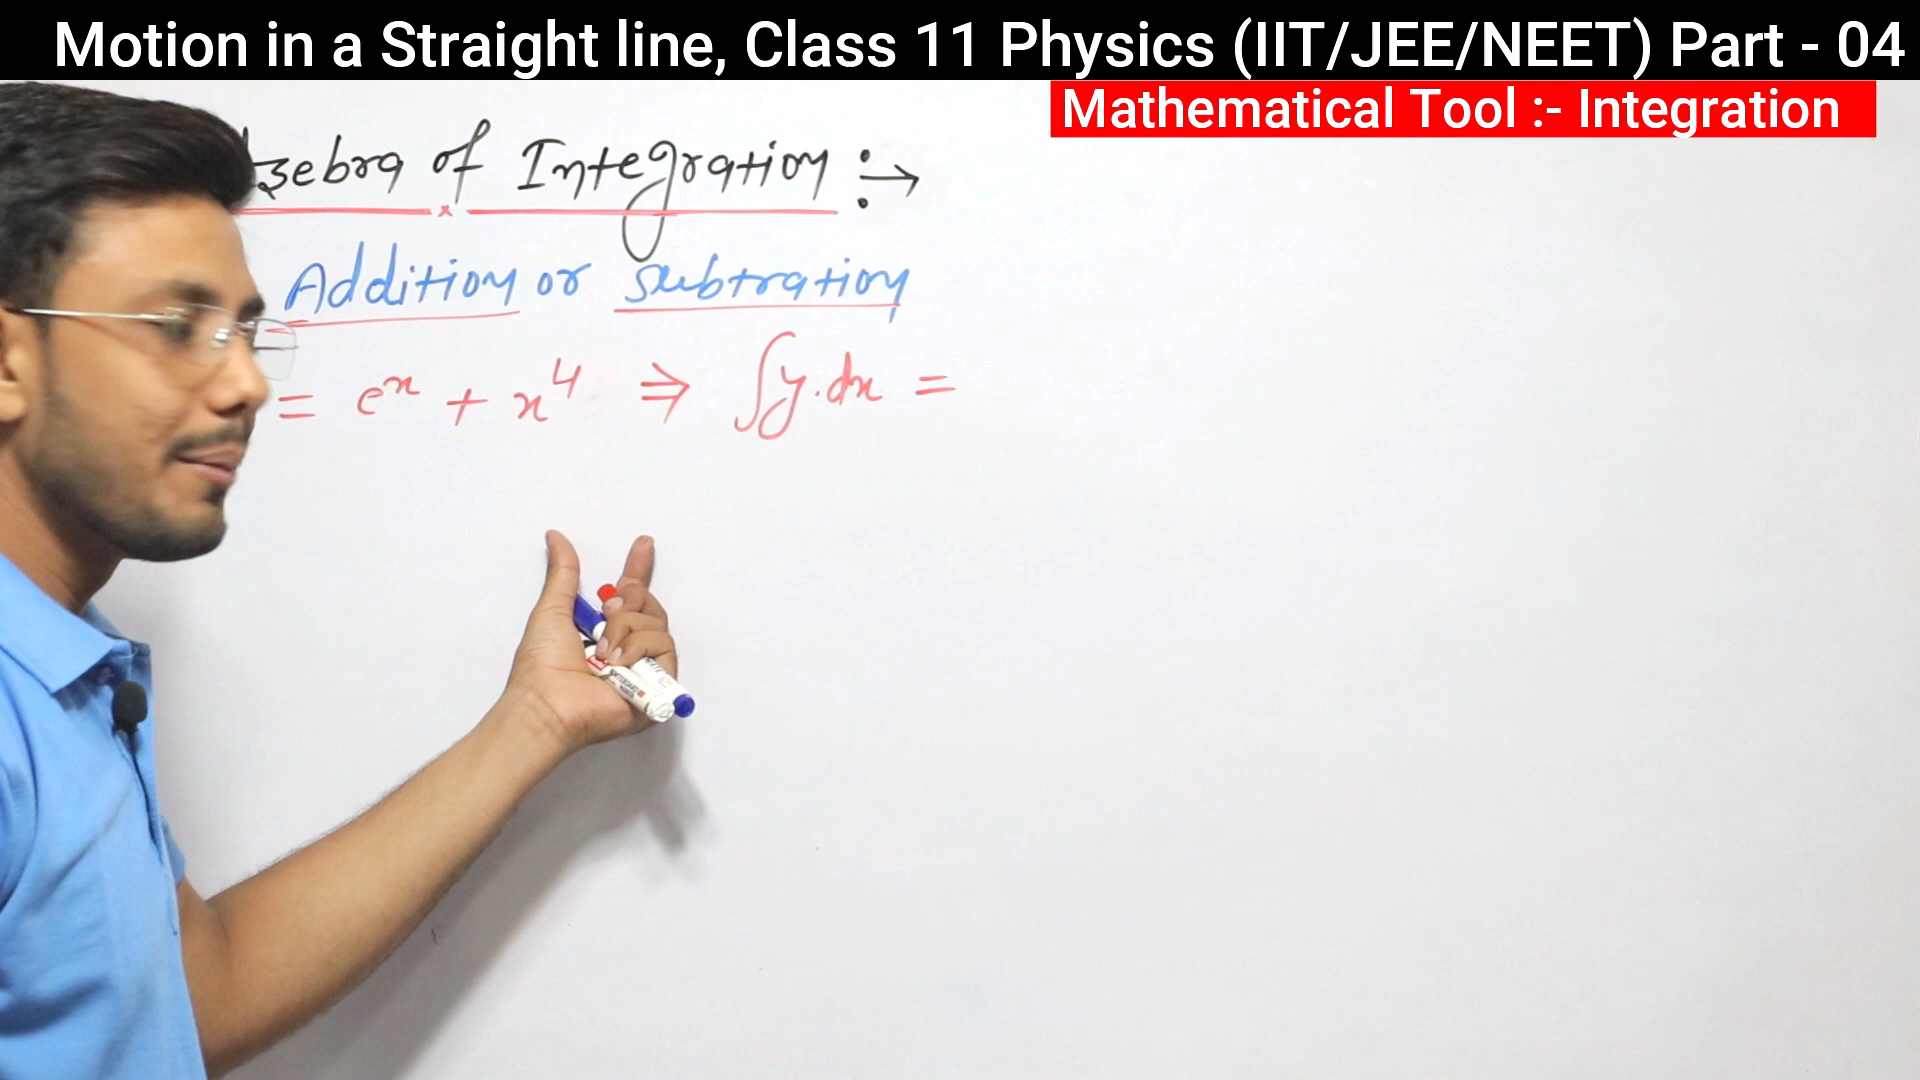 Motion in a Straight line, Class 11 Physics (IIT/JEE/NEET) Part - 04
Mathematical Tool :- Integration
gebra of Integration :→
Addition or Subtration
= eˣ + x⁴ ⇒ ∫y.dx =